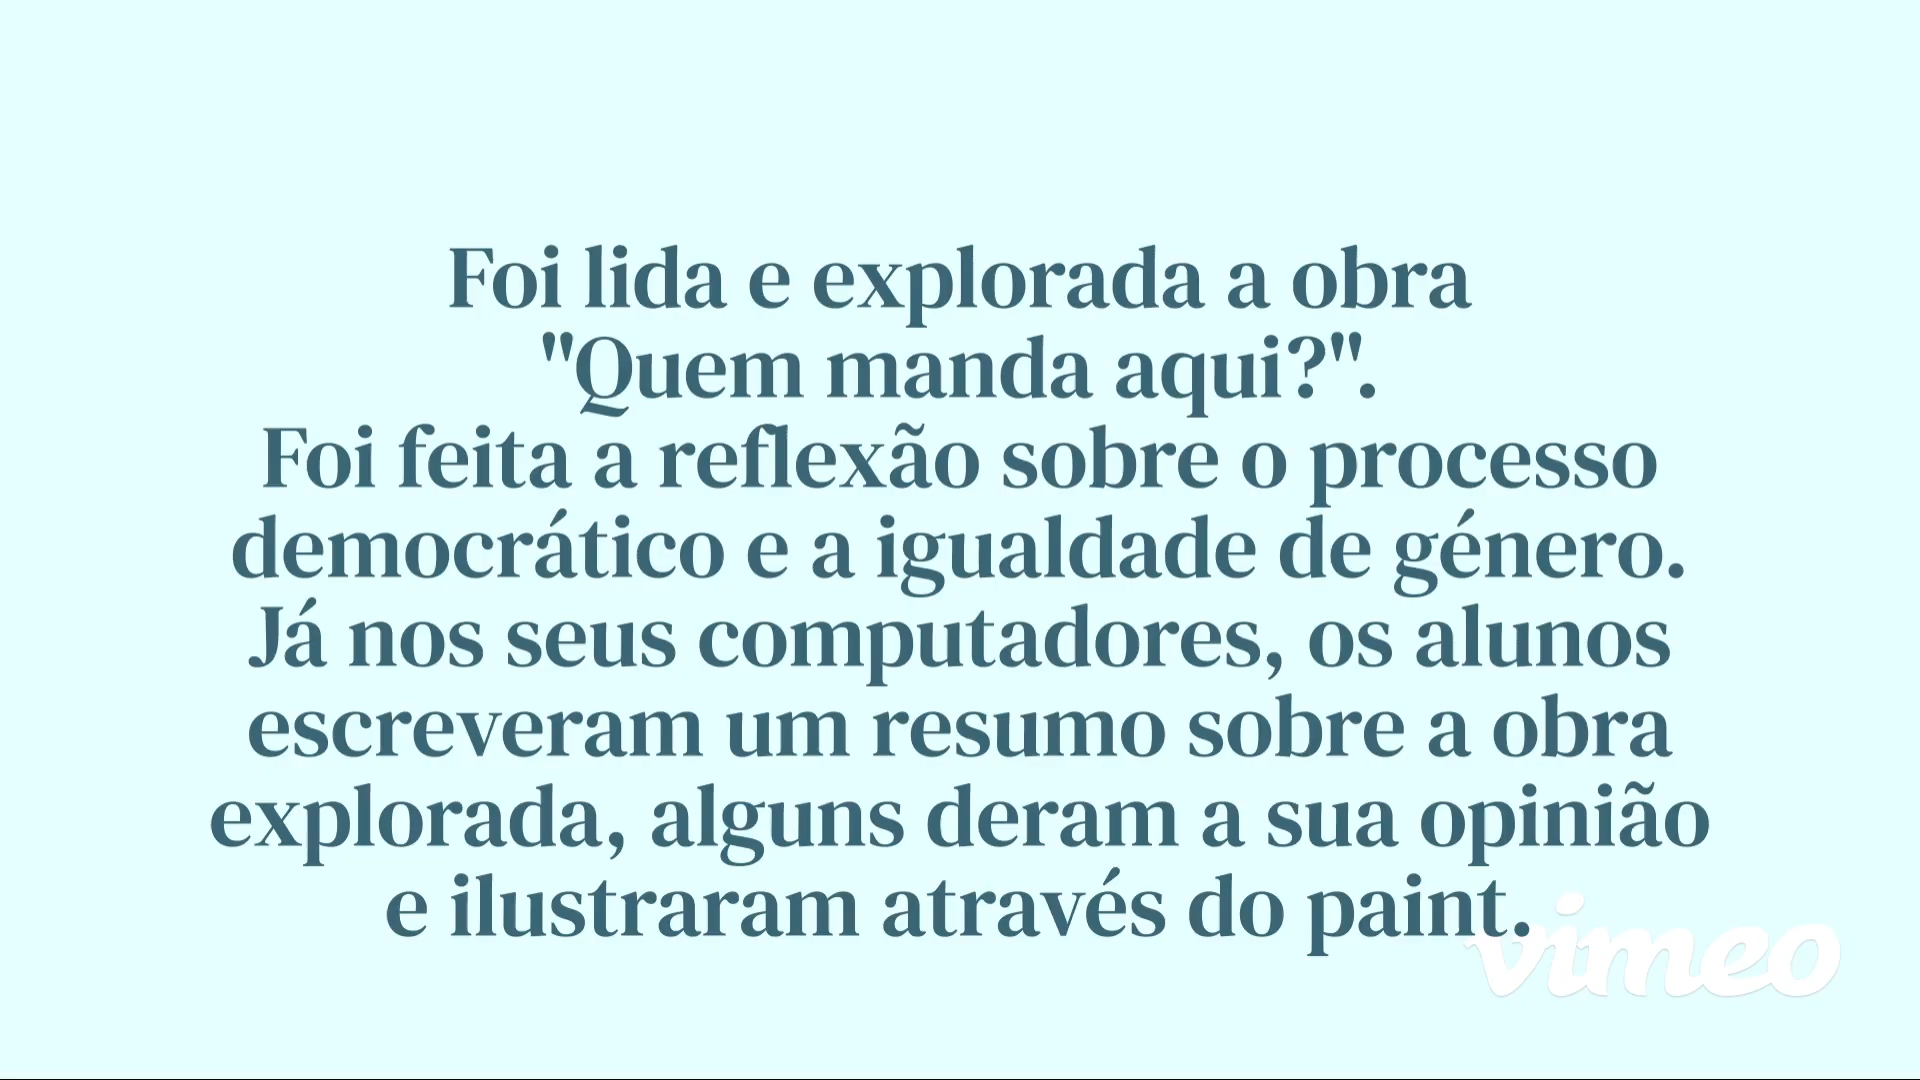 Foi lida e explorada a obra
"Quem manda aqui?".
Foi feita a reflexão sobre o processo
democrático e a igualdade de género.
Já nos seus computadores, os alunos
escreveram um resumo sobre a obra
explorada, alguns deram a sua opinião
e ilustraram através do paint.
vimeo